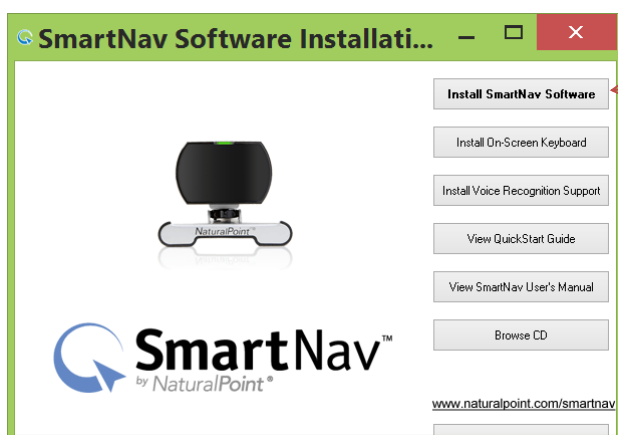 SmartNav Software Installati...
Install SmartNav Software
Install On-Screen Keyboard
Install Voice Recognition Support
NaturalPoint™
View QuickStart Guide
View SmartNav User's Manual
Browse CD
SmartNav™
by NaturalPoint®
www.naturalpoint.com/smartnav